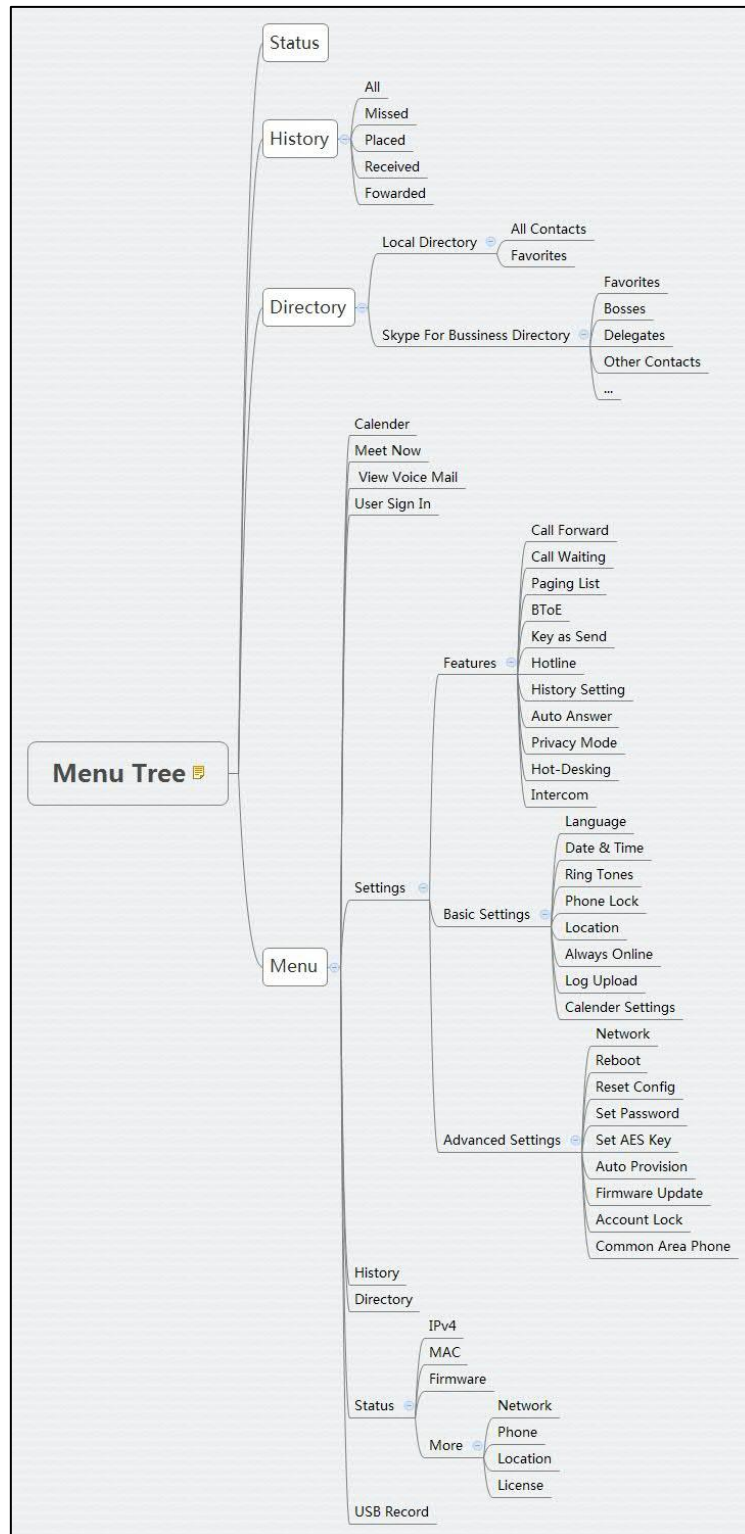 Status
History
All
Missed
Placed
Received
Fowarded
Directory
Local Directory
All Contacts
Favorites
Skype For Bussiness Directory
Favorites
Bosses
Delegates
Other Contacts
...
Menu Tree
Menu
Calender
Meet Now
View Voice Mail
User Sign In
Settings
Features
Call Forward
Call Waiting
Paging List
BToE
Key as Send
Hotline
History Setting
Auto Answer
Privacy Mode
Hot-Desking
Intercom
Basic Settings
Language
Date & Time
Ring Tones
Phone Lock
Location
Always Online
Log Upload
Calender Settings
Advanced Settings
Network
Reboot
Reset Config
Set Password
Set AES Key
Auto Provision
Firmware Update
Account Lock
Common Area Phone
History
Directory
Status
IPv4
MAC
Firmware
More
Network
Phone
Location
License
USB Record